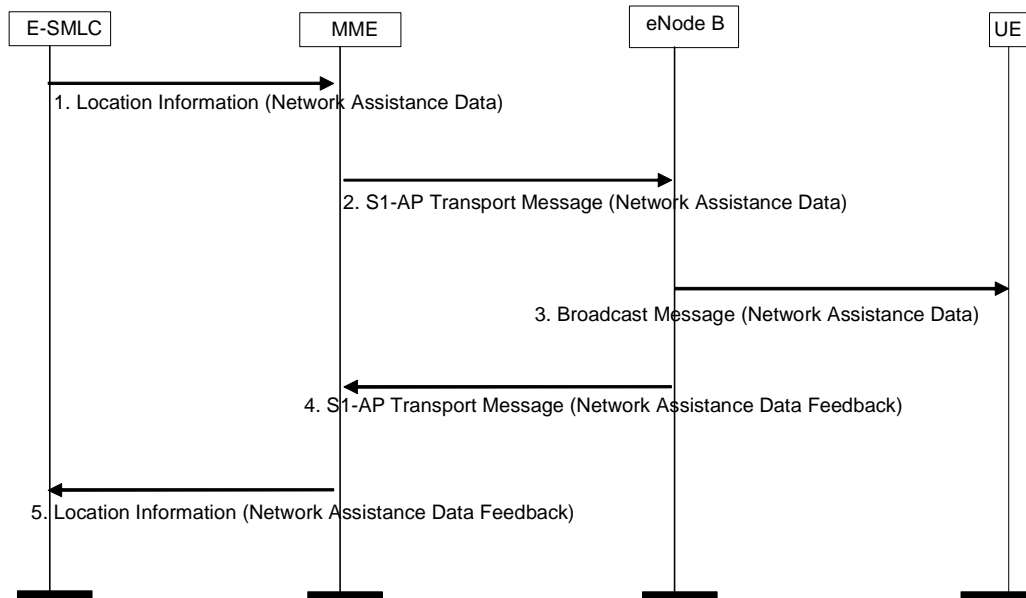 E-SMLC
MME
eNode B
UE
1. Location Information (Network Assistance Data)
2. S1-AP Transport Message (Network Assistance Data)
3. Broadcast Message (Network Assistance Data)
4. S1-AP Transport Message (Network Assistance Data Feedback)
5. Location Information (Network Assistance Data Feedback)